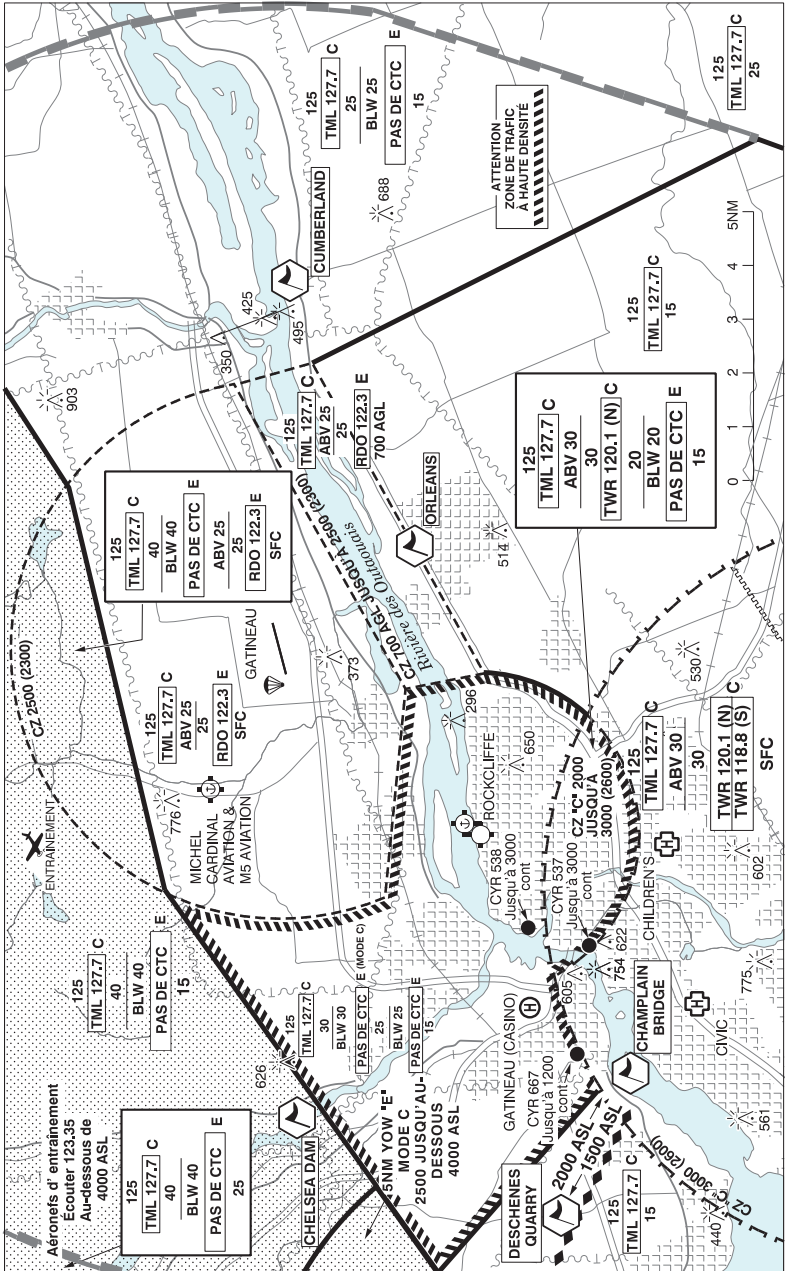 Aéronefs d' entraînement
Écouter 123.35
Au-dessous de
4000 ASL
125
TML 127.7 C
40
BLW 40
PAS DE CTC E
25
125
TML 127.7 C
40
BLW 40
PAS DE CTC E
15
ENTRAÎNEMENT
CZ 2500 (2300)
903
626
CHELSEA DAM
5NM YOW "E"
MODE C
2500 JUSQU'AU-
DESSOUS
4000 ASL
125
TML 127.7 C
30
BLW 30
PAS DE CTC E (MODE C)
25
BLW 25
PAS DE CTC E
15
776
MICHEL
CARDINAL
AVIATION &
M5 AVIATION
125
TML 127.7 C
ABV 25
25
RDO 122.3 E
SFC
GATINEAU
373
125
TML 127.7 C
40
BLW 40
PAS DE CTC E
ABV 25
25
RDO 122.3 E
SFC
350
425
495
CUMBERLAND
688
125
TML 127.7 C
25
BLW 25
PAS DE CTC E
15
125
TML 127.7 C
ABV 25
25
RDO 122.3 E
700 AGL
CZ 700 AGL JUSQU'À 2500 (2300)
Rivière des Outaouais
ORLEANS
514
296
650
ROCKCLIFFE
CYR 538
Jusqu'à 3000
cont
CYR 537
Jusqu'à 3000
cont
CZ "C" 2000
JUSQU'À
3000 (2600)
GATINEAU (CASINO)
H
CYR 667
Jusqu'à 1200
cont
605
754
622
DESCHENES
QUARRY
2000 ASL
1500 ASL
125
TML 127.7 C
15
CHAMPLAIN
BRIDGE
CZ "C" 3000 (2600)
440
561
CIVIC
775
CHILDREN'S
602
530
125
TML 127.7 C
ABV 30
30
TWR 120.1 (N) C
TWR 118.8 (S)
SFC
125
TML 127.7 C
ABV 30
30
TWR 120.1 (N) C
20
BLW 20
PAS DE CTC E
15
125
TML 127.7 C
15
ATTENTION
ZONE DE TRAFIC
À HAUTE DENSITÉ
125
TML 127.7 C
25
0 1 2 3 4 5NM